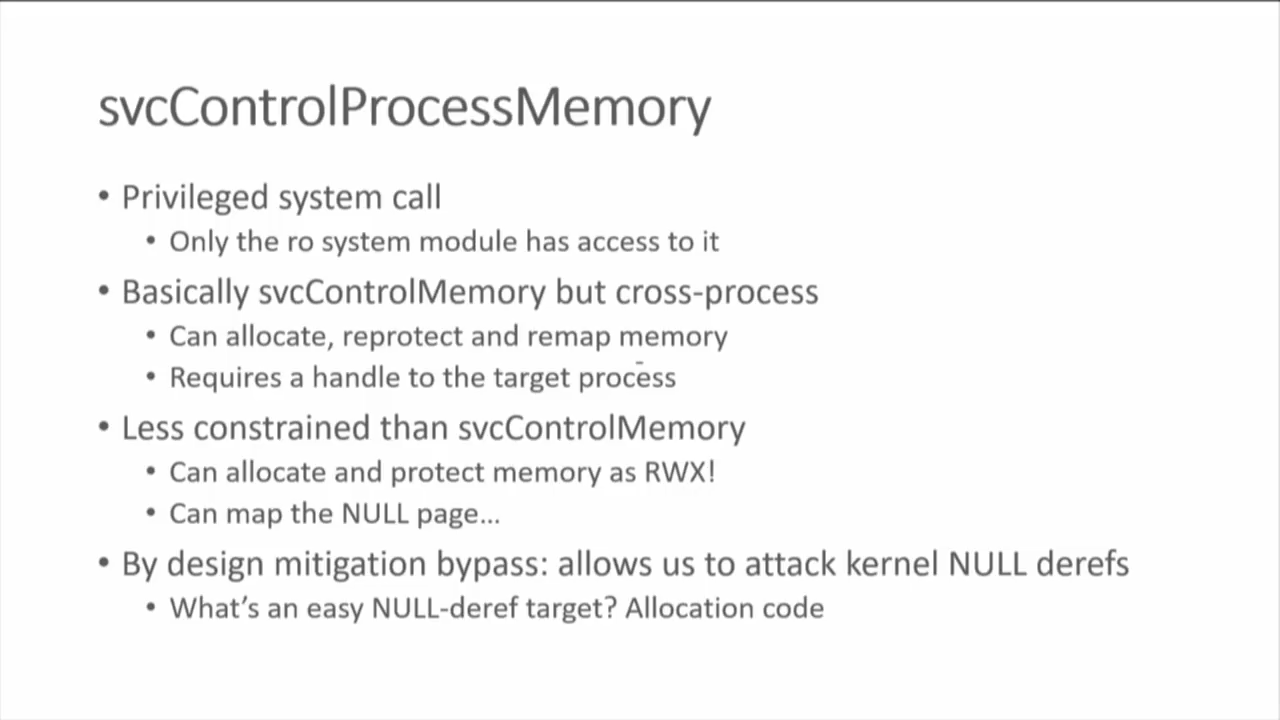 svcControlProcessMemory
• Privileged system call
• Only the ro system module has access to it
• Basically svcControlMemory but cross-process
• Can allocate, reprotect and remap memory
• Requires a handle to the target process
• Less constrained than svcControlMemory
• Can allocate and protect memory as RWX!
• Can map the NULL page…
• By design mitigation bypass: allows us to attack kernel NULL derefs
• What’s an easy NULL-deref target? Allocation code